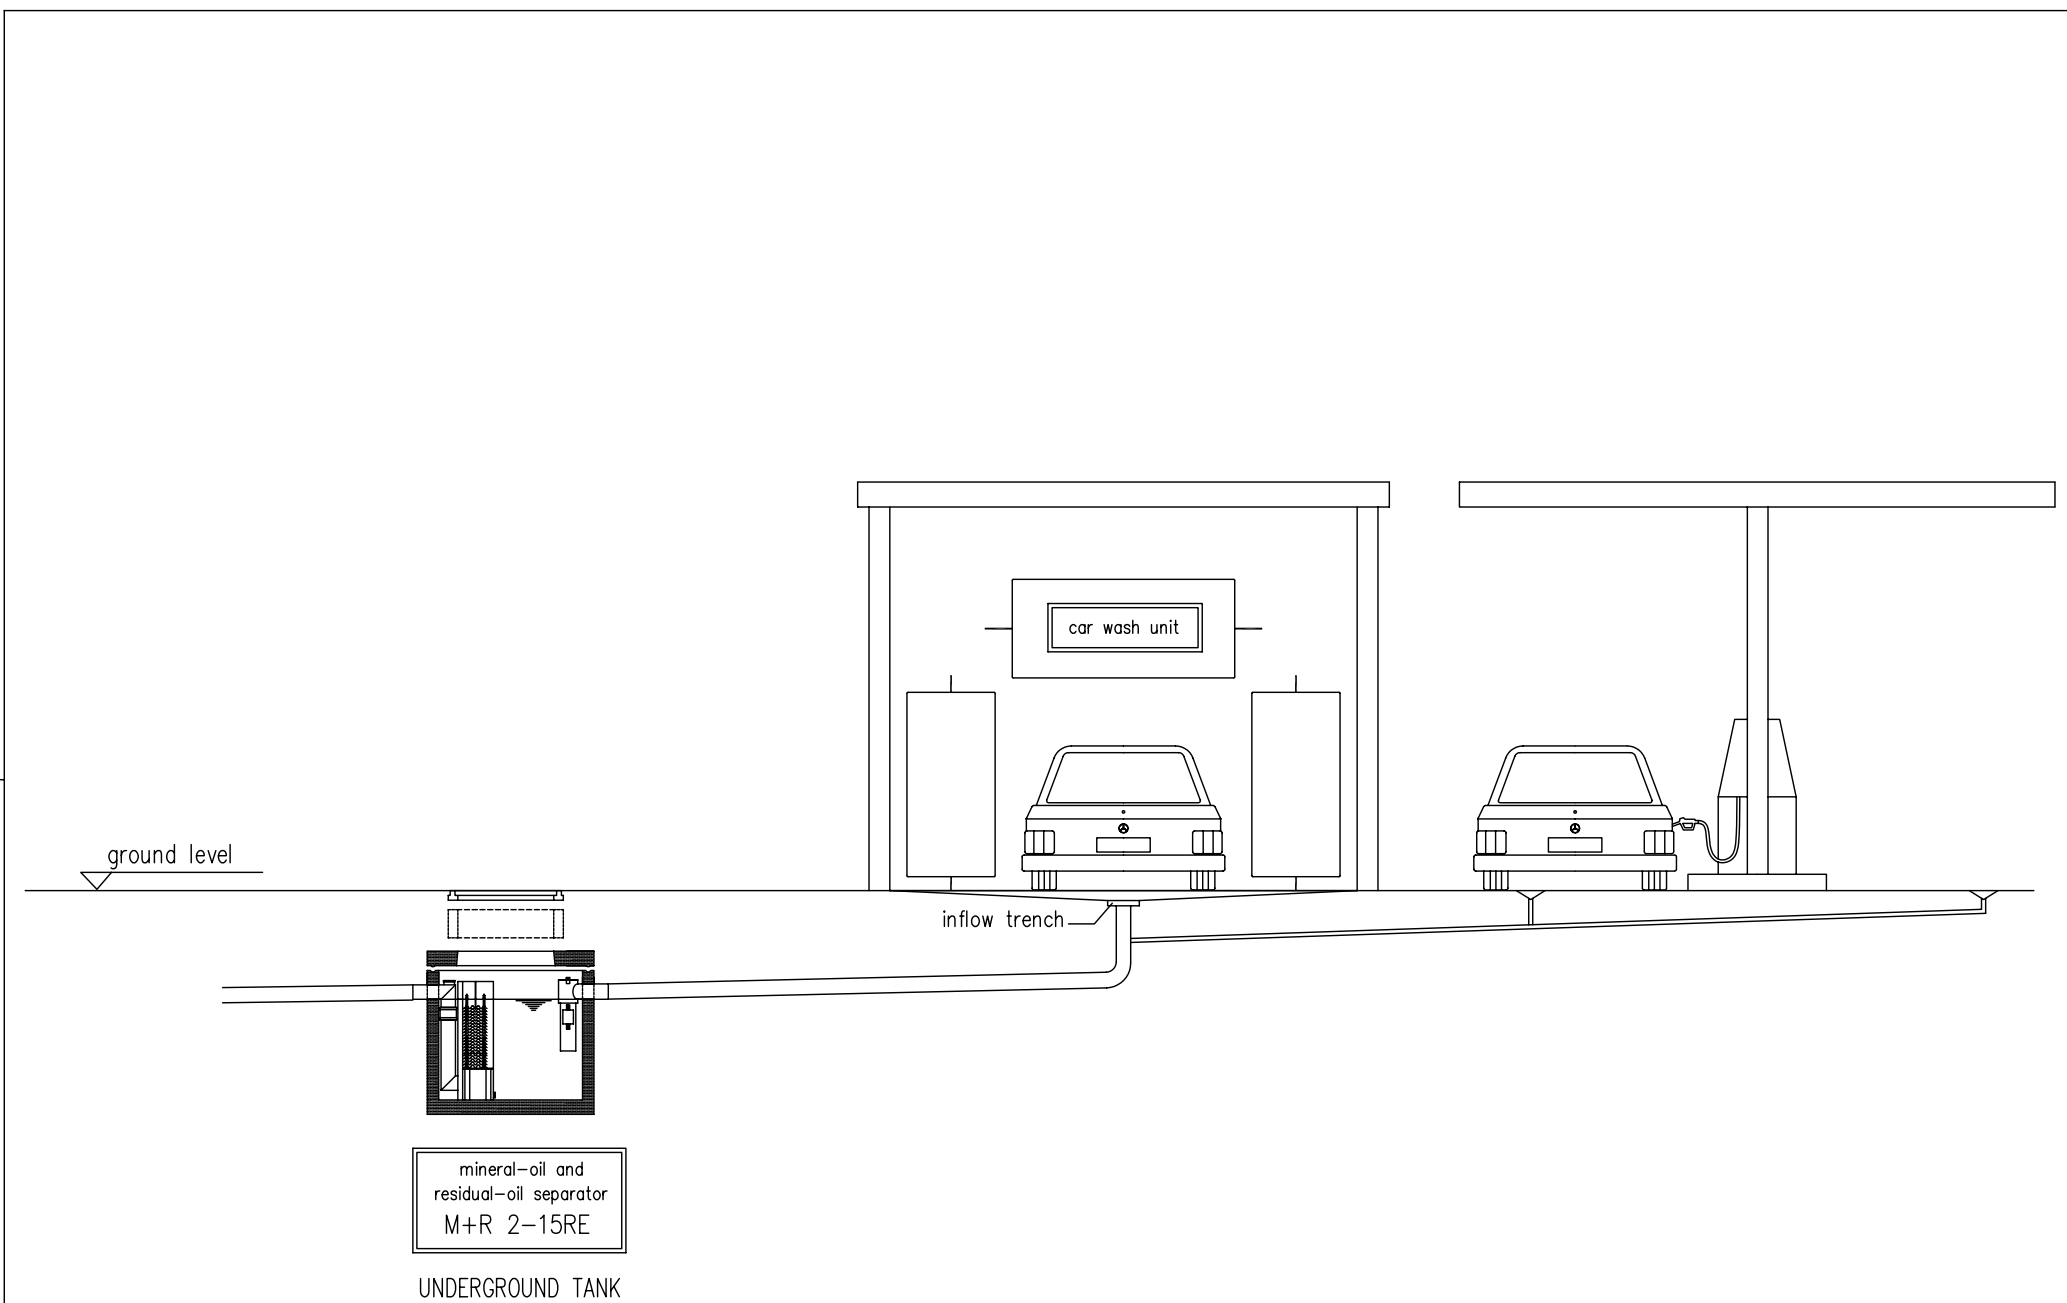 car wash unit
ground level
inflow trench
mineral-oil and
residual-oil separator
M+R 2-15RE
UNDERGROUND TANK